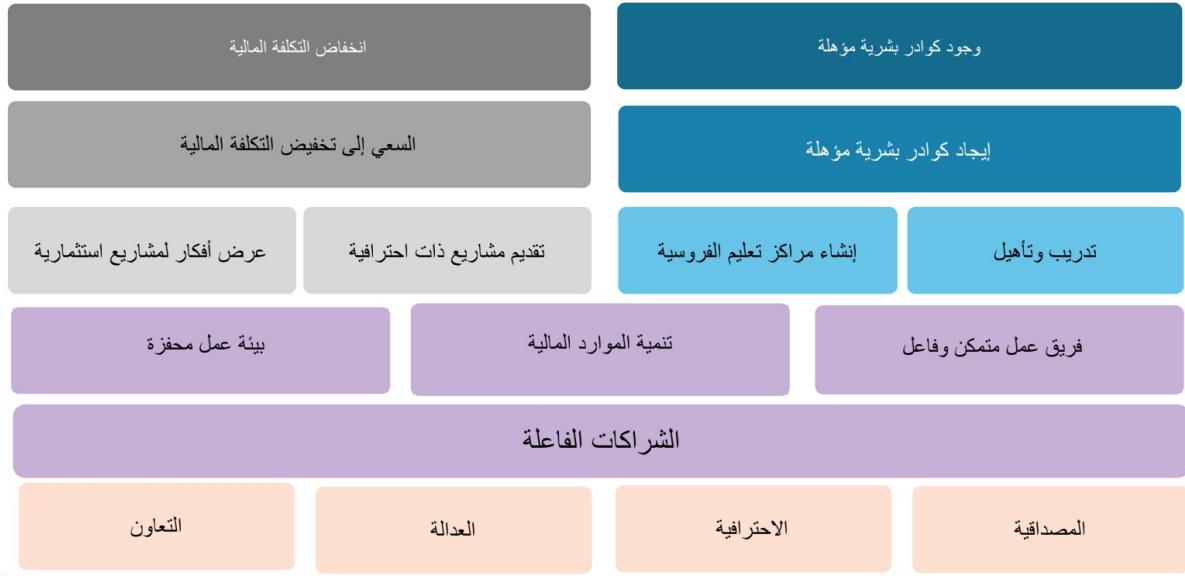 وجود كوادر بشرية مؤهلة
انخفاض التكلفة المالية
إيجاد كوادر بشرية مؤهلة
السعي إلى تخفيض التكلفة المالية
تدريب وتأهيل
إنشاء مراكز تعليم الفروسية
تقديم مشاريع ذات احترافية
عرض أفكار لمشاريع استثمارية
فريق عمل متمكن وفاعل
تنمية الموارد المالية
بيئة عمل محفزة
الشراكات الفاعلة
المصداقية
الاحترافية
العدالة
التعاون